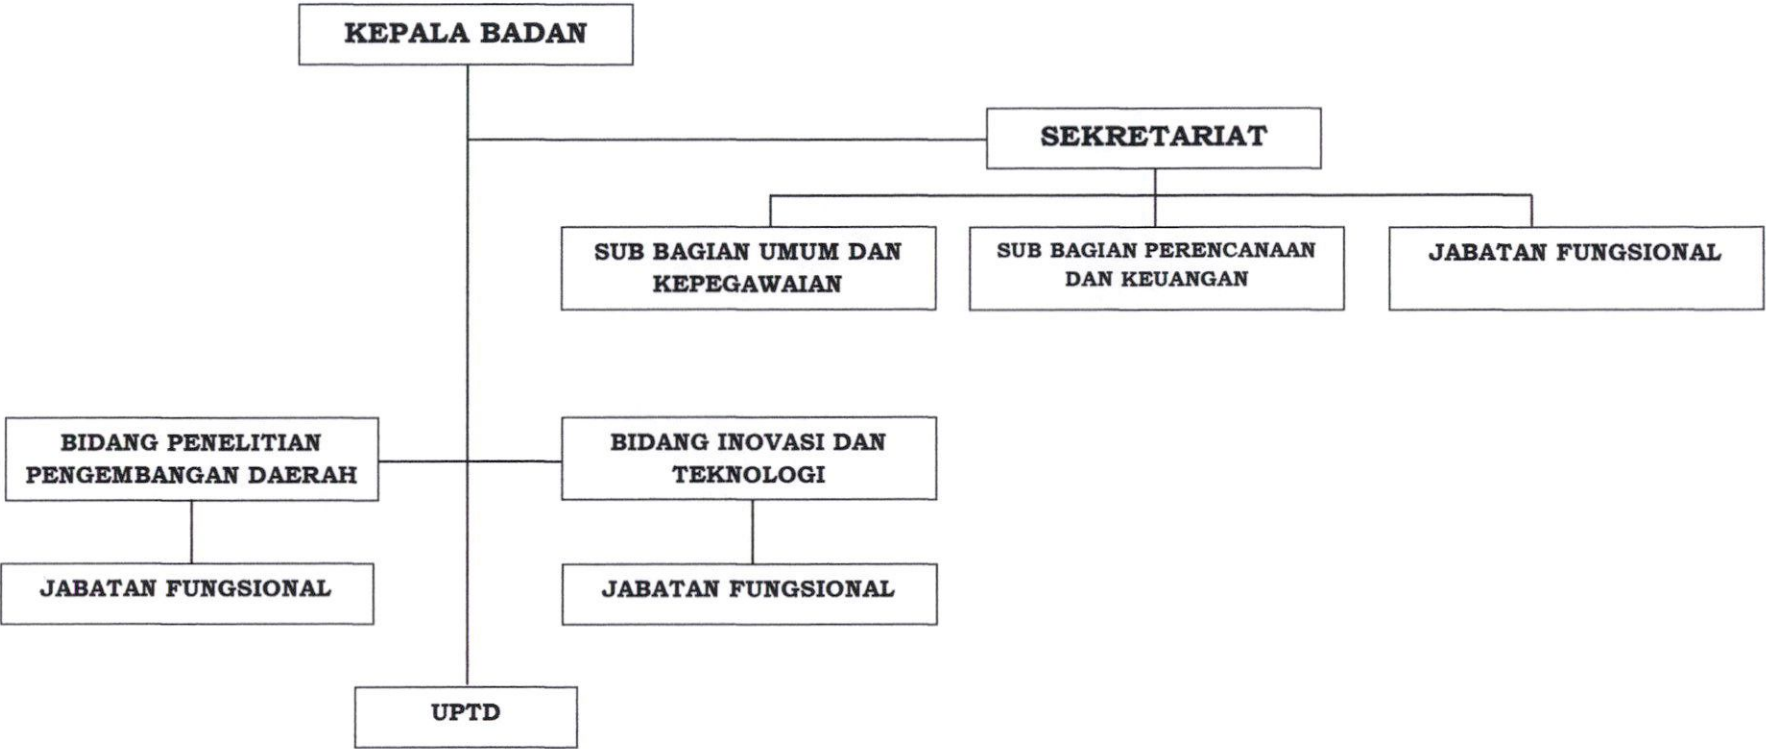 KEPALA BADAN
SEKRETARIAT
SUB BAGIAN UMUM DAN
KEPEGAWAIAN
SUB BAGIAN PERENCANAAN
DAN KEUANGAN
JABATAN FUNGSIONAL
BIDANG PENELITIAN
PENGEMBANGAN DAERAH
BIDANG INOVASI DAN
TEKNOLOGI
JABATAN FUNGSIONAL
JABATAN FUNGSIONAL
UPTD